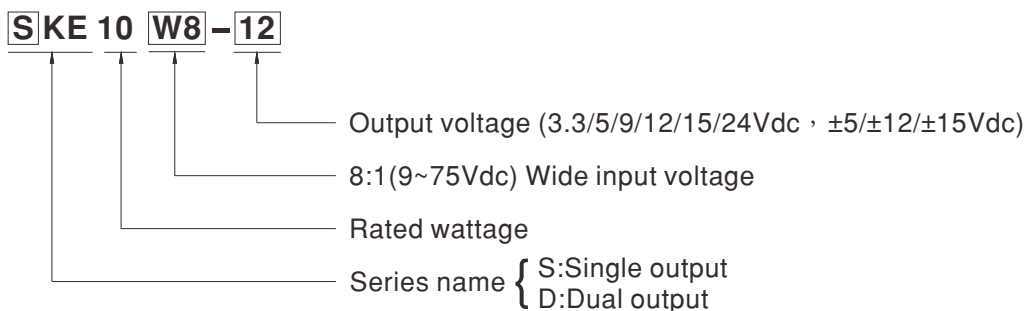 SKE 10 W8-12
Output voltage (3.3/5/9/12/15/24Vdc，±5/±12/±15Vdc)
8:1(9~75Vdc) Wide input voltage
Rated wattage
Series name { S:Single output
D:Dual output